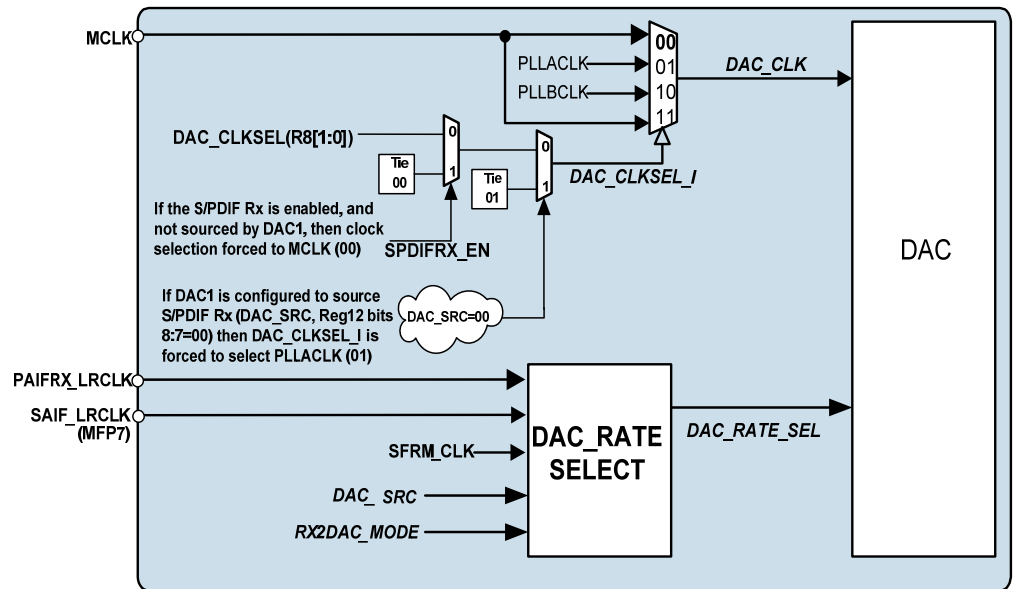 MCLK
00
PLLACLK
01
DAC_CLK
PLLBCLK
10
11
DAC_CLKSEL(R8[1:0])
0
Tie
00
1
0
Tie
01
1
DAC_CLKSEL_I
If the S/PDIF Rx is enabled, and
not sourced by DAC1, then clock
selection forced to MCLK (00)
SPDIFRX_EN
DAC
If DAC1 is configured to source
S/PDIF Rx (DAC_SRC, Reg12 bits
8:7=00) then DAC_CLKSEL_I is
forced to select PLLACLK (01)
DAC_SRC=00
PAIFRX_LRCLK
SAIF_LRCLK
(MFP7)
SFRM_CLK
DAC_ SRC
RX2DAC_MODE
DAC_RATE
SELECT
DAC_RATE_SEL